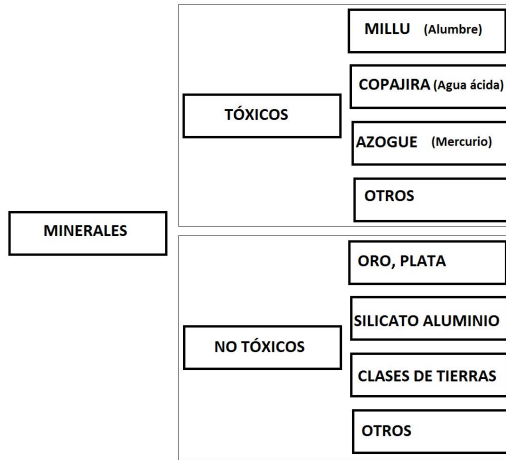 MILLU (Alumbre)
COPAJIRA (Agua ácida)
TÓXICOS
AZOGUE (Mercurio)
OTROS
MINERALES
ORO, PLATA
SILICATO ALUMINIO
NO TÓXICOS
CLASES DE TIERRAS
OTROS